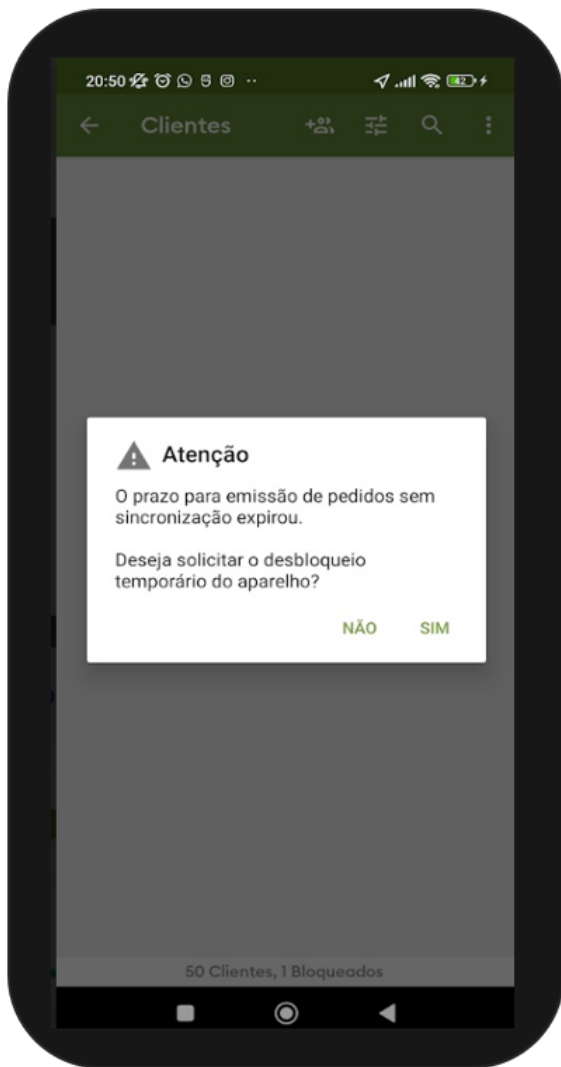 20:50
42
Clientes
Atenção
O prazo para emissão de pedidos sem
sincronização expirou.
Deseja solicitar o desbloqueio
temporário do aparelho?
NÃO SIM
50 Clientes, 1 Bloqueados